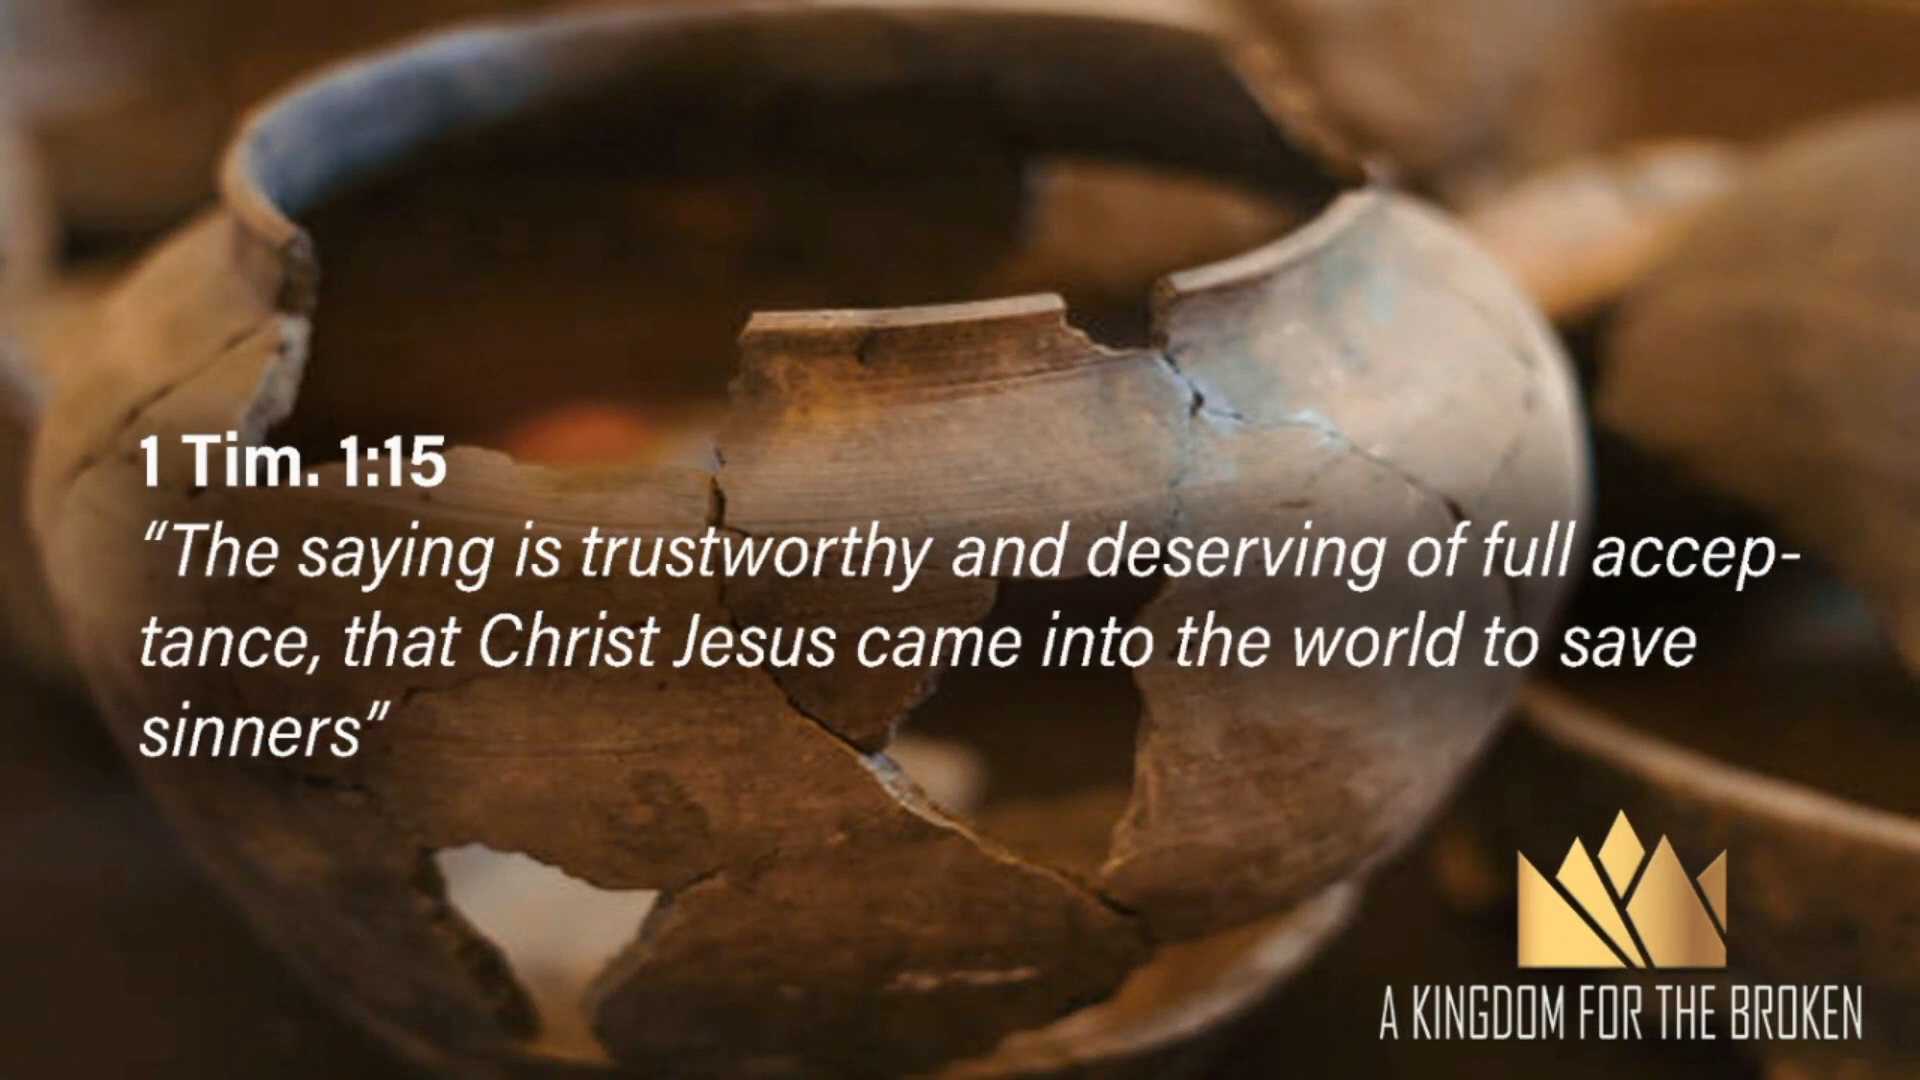 1 Tim. 1:15
“The saying is trustworthy and deserving of full accep-
tance, that Christ Jesus came into the world to save
sinners”
A KINGDOM FOR THE BROKEN